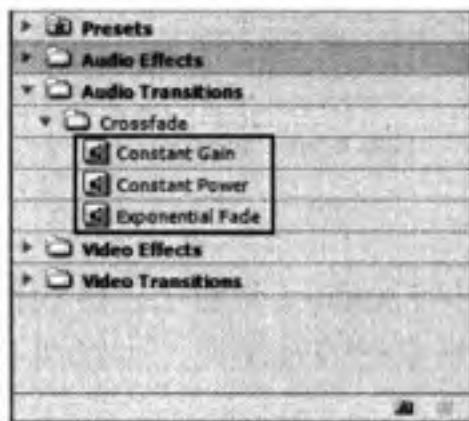 Presets
Audio Effects
Audio Transitions
Crossfade
Constant Gain
Constant Power
Exponential Fade
Video Effects
Video Transitions